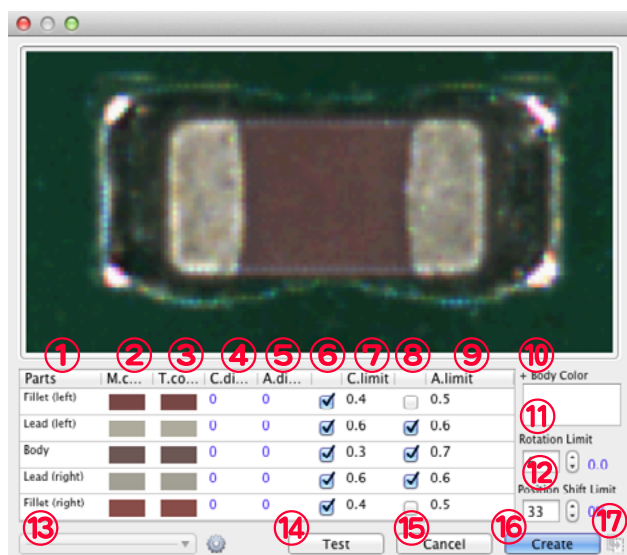 ① ② ③ ④ ⑤ ⑥ ⑦ ⑧ ⑨ ⑩
Parts M.c... T.co... C.di... A.di... C.limit A.limit + Body Color
Fillet (left) 0 0 0.4 0.5
⑪
Lead (left) 0 0 0.6 0.6
Rotation Limit
Body 0 0 0.3 0.7
⑫ 0.0
Lead (right) 0 0 0.6 0.6
Position Shift Limit
Fillet (right) 0 0 0.4 0.5
33
⑬ ⑭ ⑮ ⑯ ⑰
Test Cancel Create